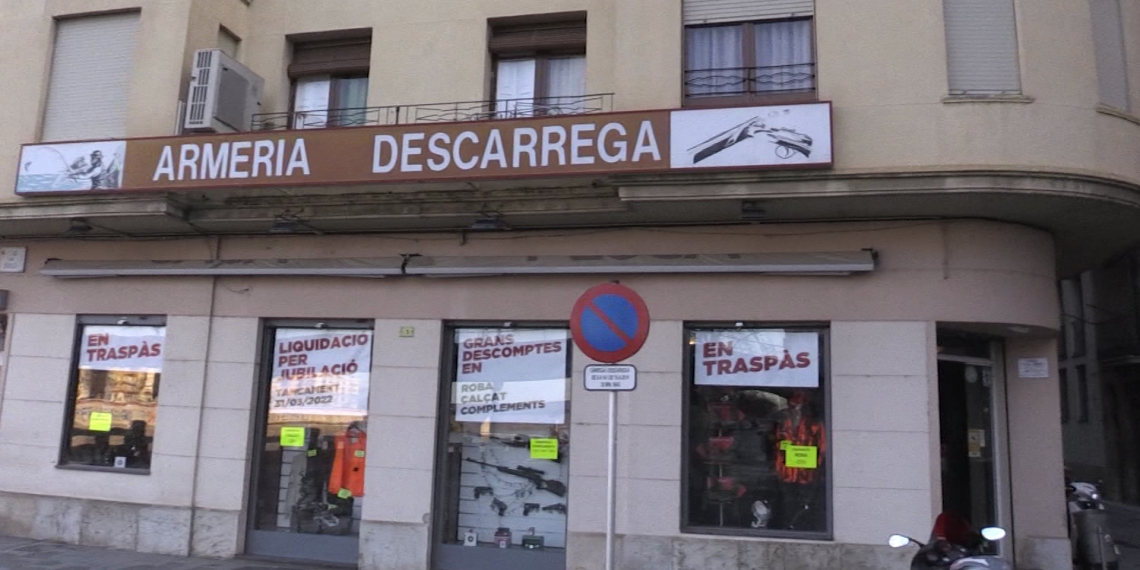 ARMERIA DESCARREGA
EN
TRASPÀS
LIQUIDACIÓ
PER
JUBILACIÓ
TANCAMENT
31/03/2022
GRANS
DESCOMPTES
EN
ROBA
CALÇAT
COMPLEMENTS
EN
TRASPÀS